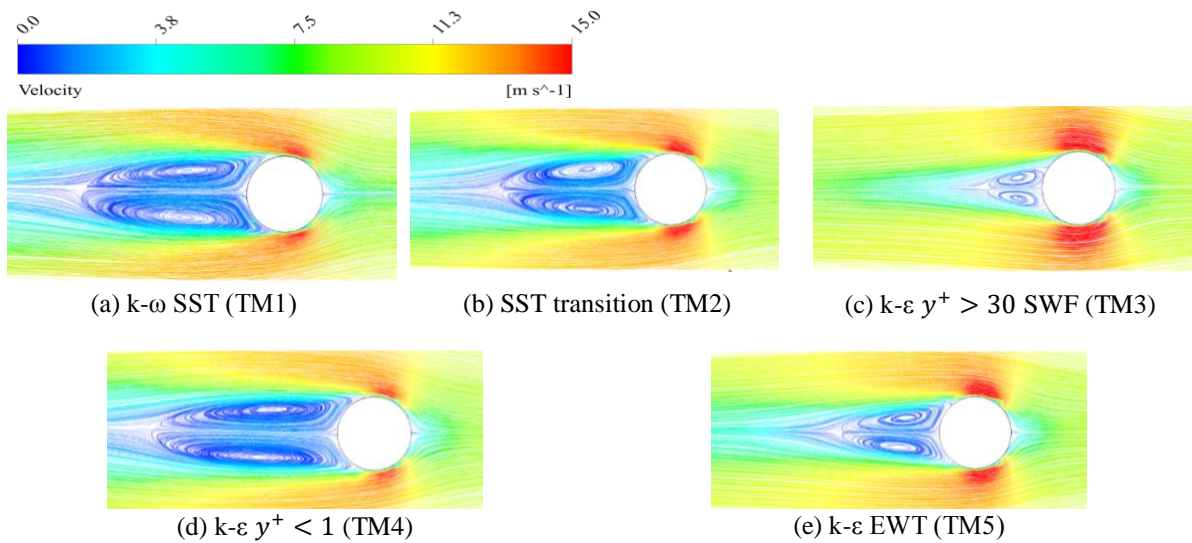 0.0 3.8 7.5 11.3 15.0
Velocity [m s^-1]
(a) k-ω SST (TM1) (b) SST transition (TM2) (c) k-ε y⁺ > 30 SWF (TM3)
(d) k-ε y⁺ < 1 (TM4) (e) k-ε EWT (TM5)